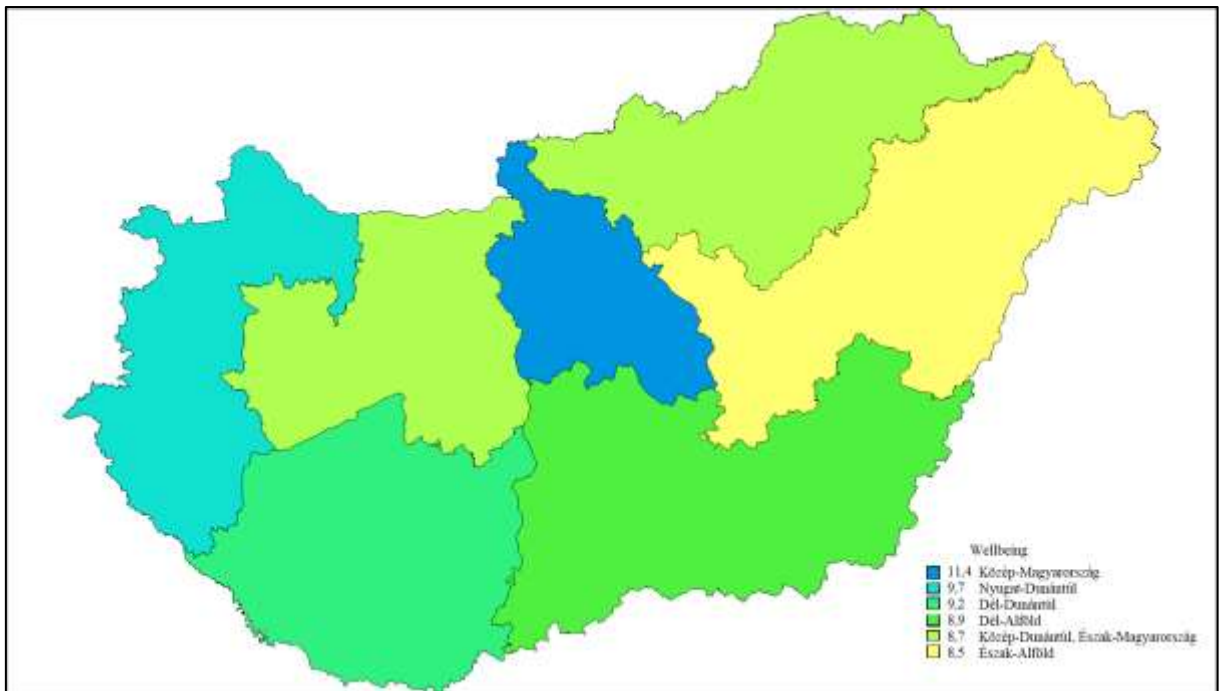 Wellbeing
11,4 Közép-Magyarország
9,7 Nyugat-Dunántúl
9,2 Dél-Dunántúl
8,9 Dél-Alföld
8,7 Közép-Dunántúl, Észak-Magyarország
8,5 Észak-Alföld